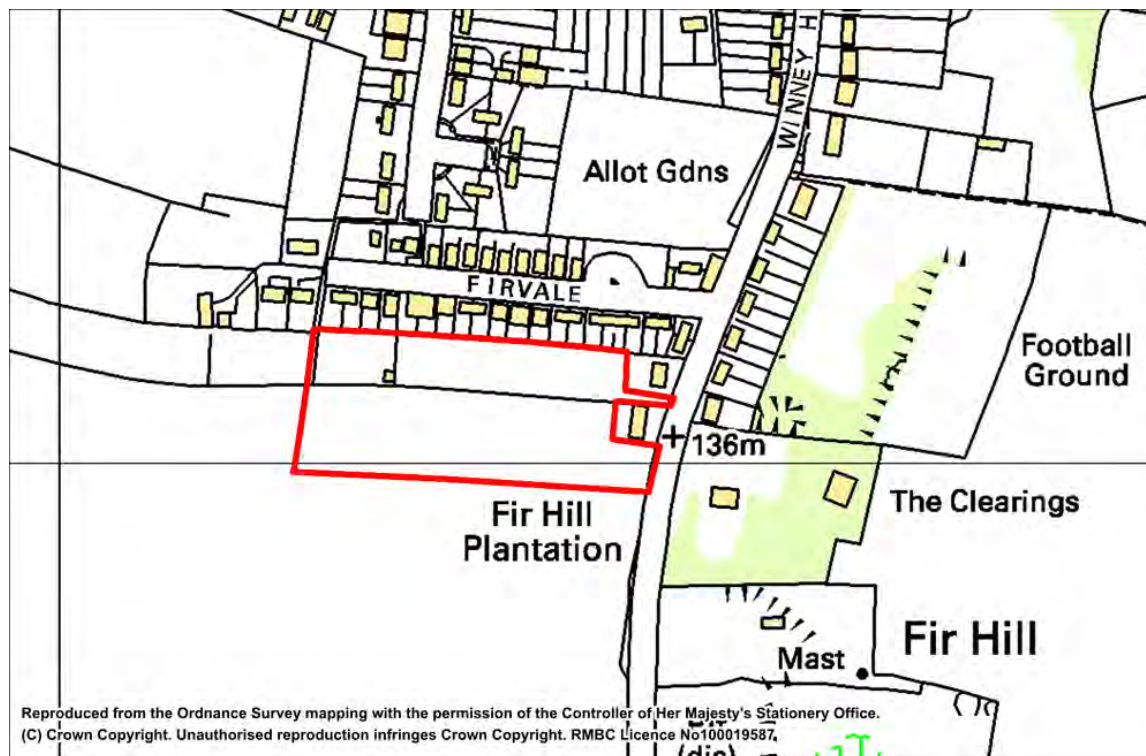 WINNEY H
Allot Gdns
FIRVALE
Football
Ground
136m
The Clearings
Fir Hill
Plantation
Fir Hill
Mast
Reproduced from the Ordnance Survey mapping with the permission of the Controller of Her Majesty's Stationery Office.
(C) Crown Copyright. Unauthorised reproduction infringes Crown Copyright. RMBC Licence No100019587.
(dis)